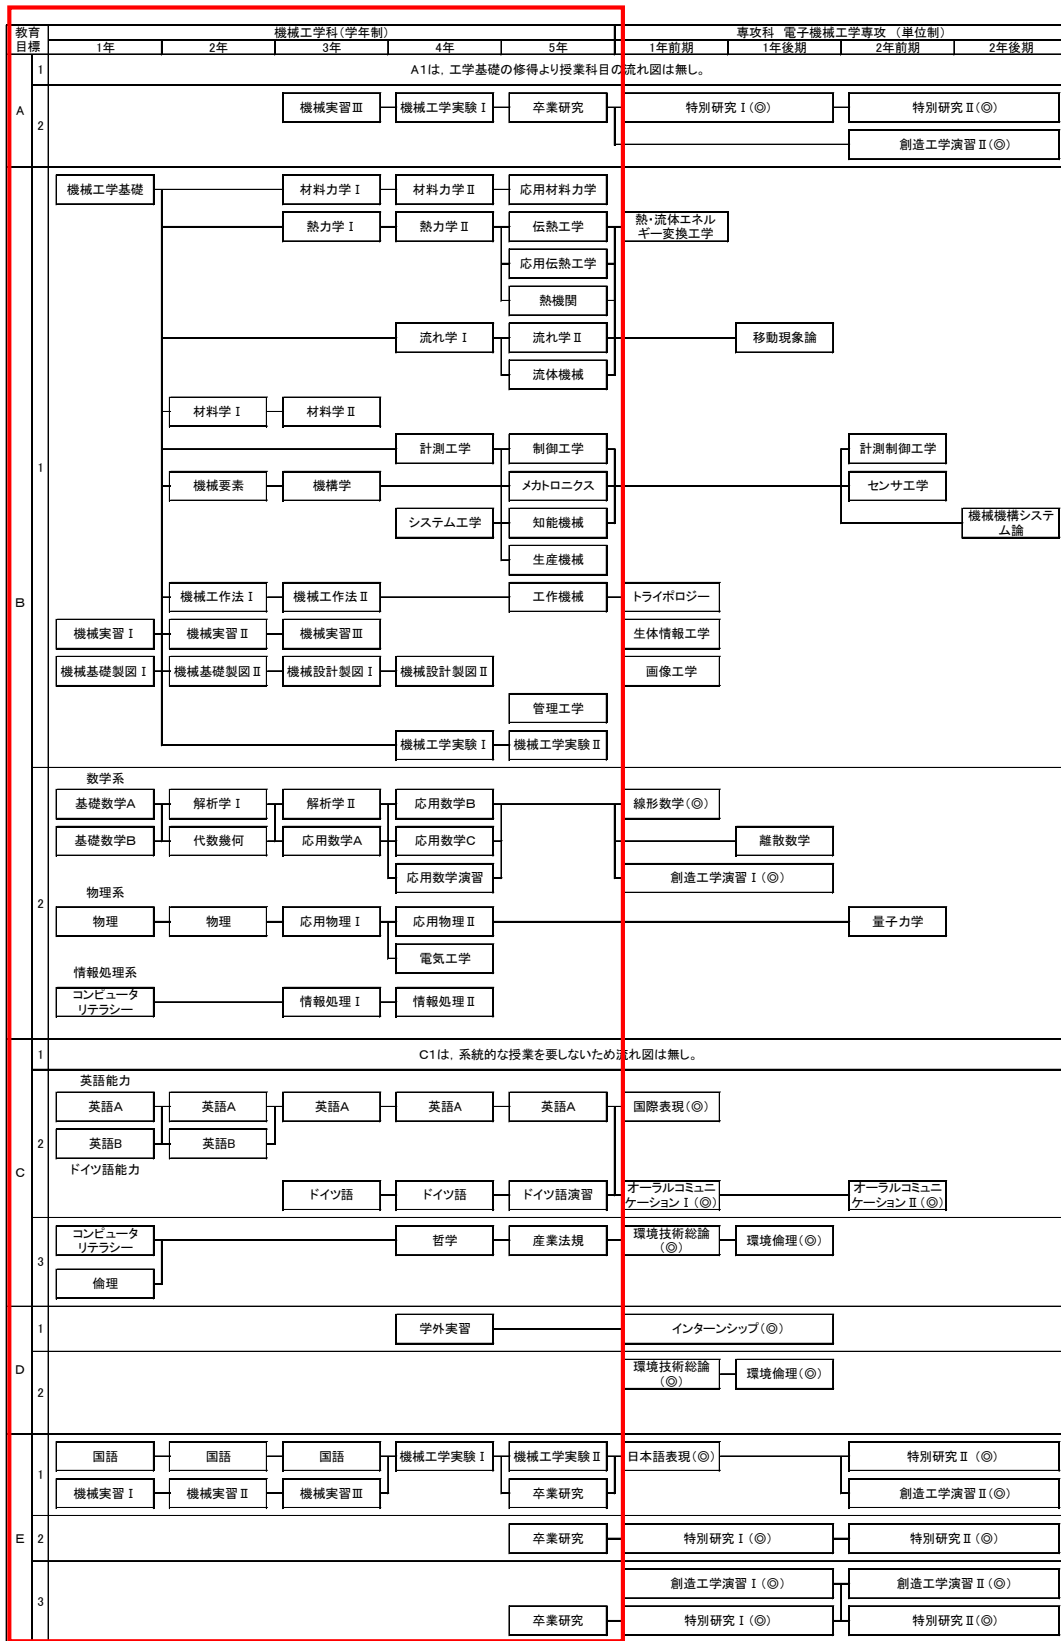 教育
目標
機械工学科(学年制)
専攻科 電子機械工学専攻 (単位制)
1年 2年 3年 4年 5年 1年前期 1年後期 2年前期 2年後期
A
1
A1は, 工学基礎の修得より授業科目の流れ図は無し。
2
機械実習Ⅲ 機械工学実験Ⅰ 卒業研究 特別研究Ⅰ(◎) 特別研究Ⅱ(◎)
創造工学演習Ⅱ(◎)
B
1
機械工学基礎 材料力学Ⅰ 材料力学Ⅱ 応用材料力学
熱力学Ⅰ 熱力学Ⅱ 伝熱工学 熱・流体エネル
ギー変換工学
応用伝熱工学
熱機関
流れ学Ⅰ 流れ学Ⅱ 移動現象論
流体機械
材料学Ⅰ 材料学Ⅱ
計測工学 制御工学 計測制御工学
機械要素 機構学 メカトロニクス センサ工学
システム工学 知能機械 機械機構システ
ム論
生産機械
機械工作法Ⅰ 機械工作法Ⅱ 工作機械 トライボロジー
機械実習Ⅰ 機械実習Ⅱ 機械実習Ⅲ 生体情報工学
機械基礎製図Ⅰ 機械基礎製図Ⅱ 機械設計製図Ⅰ 機械設計製図Ⅱ 画像工学
管理工学
機械工学実験Ⅰ 機械工学実験Ⅱ
2
数学系
基礎数学A 解析学Ⅰ 解析学Ⅱ 応用数学B 線形数学(◎)
基礎数学B 代数幾何 応用数学A 応用数学C 離散数学
応用数学演習 創造工学演習Ⅰ(◎)
物理系
物理 物理 応用物理Ⅰ 応用物理Ⅱ 量子力学
電気工学
情報処理系
コンピュータ
リテラシー
情報処理Ⅰ 情報処理Ⅱ
C
1
C1は, 系統的な授業を要しないため流れ図は無し。
2
英語能力
英語A 英語A 英語A 英語A 英語A 国際表現(◎)
英語B 英語B
ドイツ語能力
ドイツ語 ドイツ語 ドイツ語演習 オーラルコミュニ
ケーションⅠ(◎)
オーラルコミュニ
ケーションⅡ(◎)
3
コンピュータ
リテラシー
哲学 産業法規 環境技術総論
(◎)
環境倫理(◎)
倫理
D
1
学外実習 インターンシップ(◎)
2
環境技術総論
(◎)
環境倫理(◎)
E
1
国語 国語 国語 機械工学実験Ⅰ 機械工学実験Ⅱ 日本語表現(◎) 特別研究Ⅱ (◎)
機械実習Ⅰ 機械実習Ⅱ 機械実習Ⅲ 卒業研究 創造工学演習Ⅱ(◎)
2
卒業研究 特別研究Ⅰ(◎) 特別研究Ⅱ(◎)
3
創造工学演習Ⅰ(◎) 創造工学演習Ⅱ(◎)
卒業研究 特別研究Ⅰ(◎) 特別研究Ⅱ(◎)